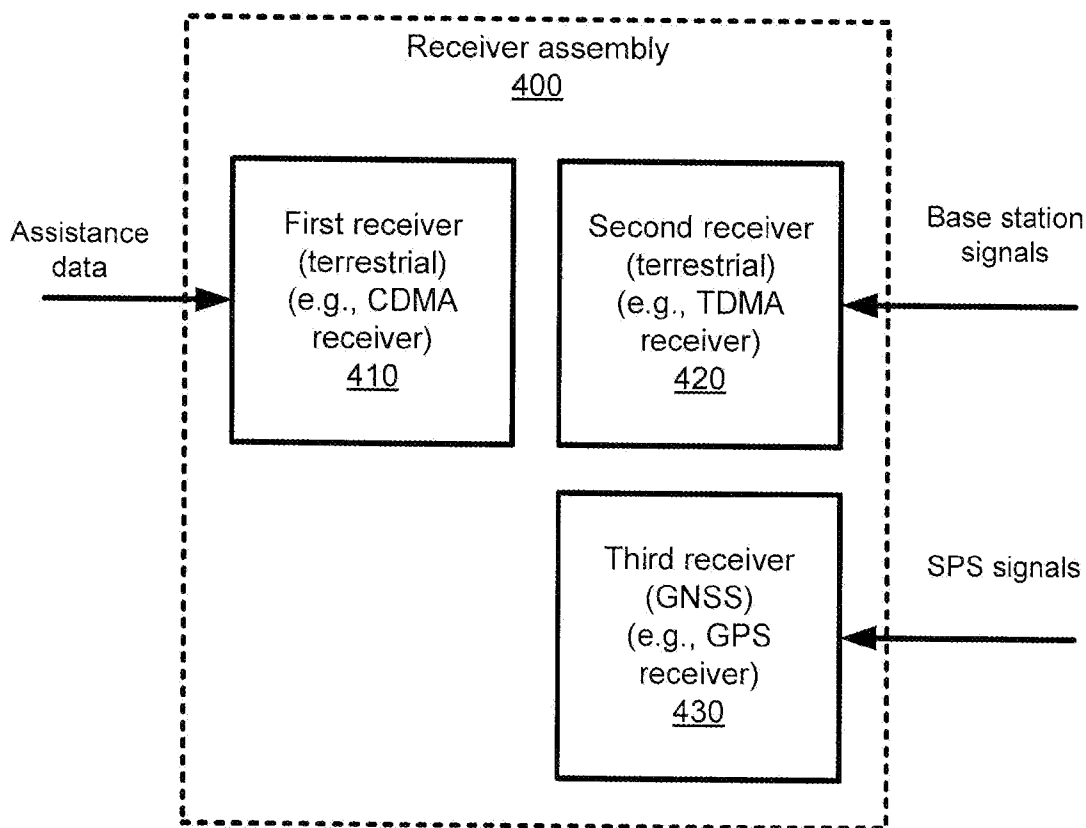 Receiver assembly
400
Assistance
data
First receiver
(terrestrial)
(e.g., CDMA
receiver)
410
Second receiver
(terrestrial)
(e.g., TDMA
receiver)
420
Base station
signals
Third receiver
(GNSS)
(e.g., GPS
receiver)
430
SPS signals